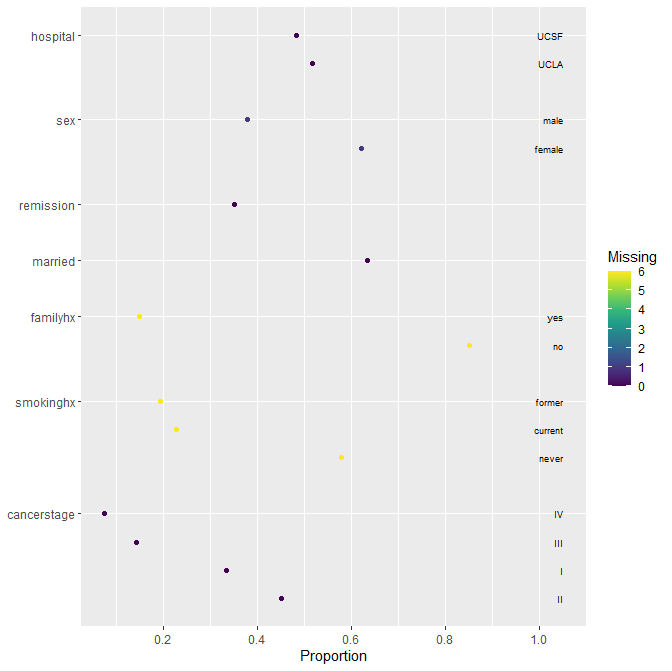 hospital
UCSF
UCLA
sex
male
female
remission
married
familyhx
yes
no
smokinghx
former
current
never
cancerstage
IV
III
I
II
0.2 0.4 0.6 0.8 1.0
Proportion
Missing
6
5
4
3
2
1
0